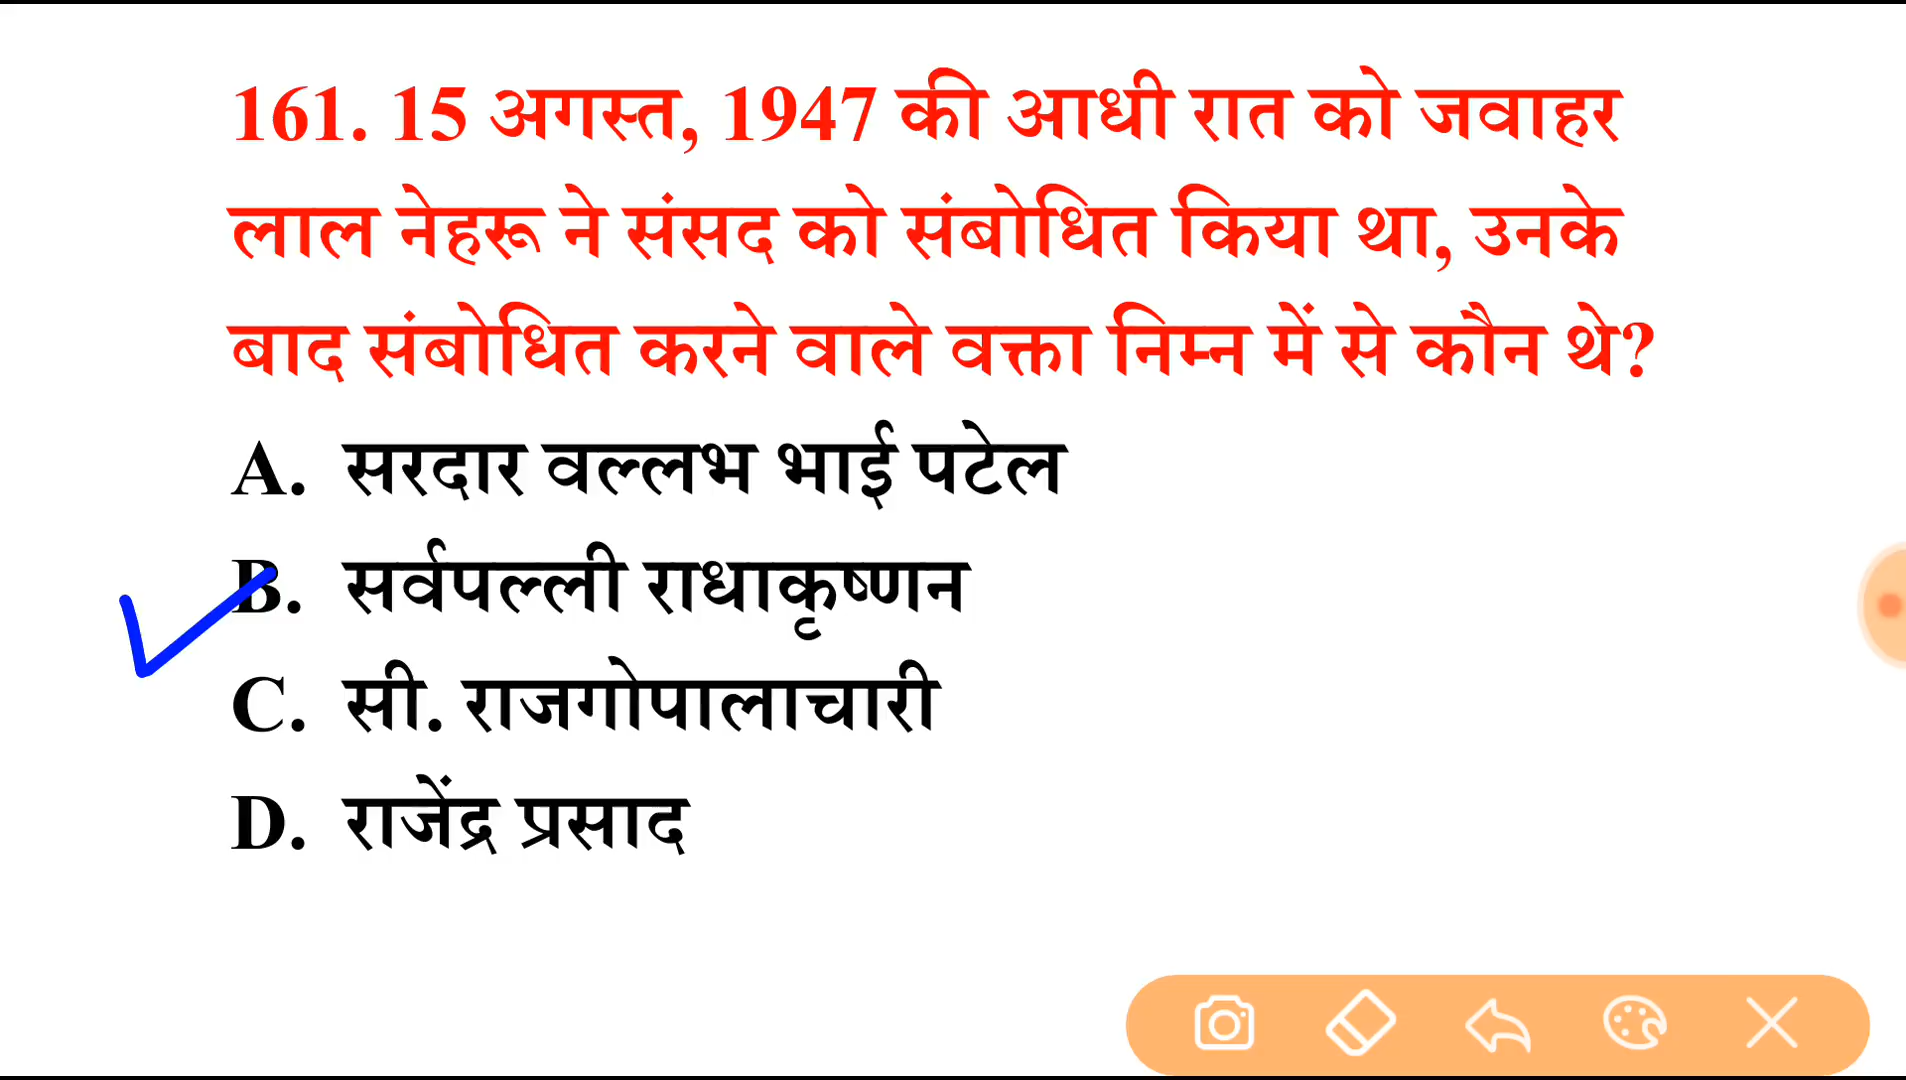 161. 15 अगस्त, 1947 की आधी रात को जवाहर
लाल नेहरू ने संसद को संबोधित किया था, उनके
बाद संबोधित करने वाले वक्ता निम्न में से कौन थे?
A. सरदार वल्लभ भाई पटेल
B. सर्वपल्ली राधाकृष्णन
C. सी. राजगोपालाचारी
D. राजेंद्र प्रसाद